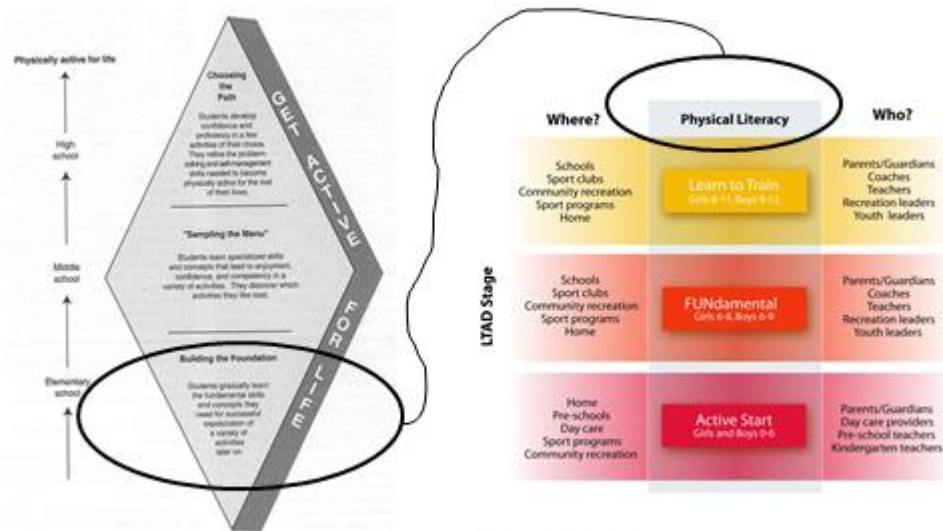 Physically active for life
High
school
Middle
school
Elementary
school
Choosing
the
Path
Students develop
confidence and
proficiency in a few
activities of their choice.
They refine the problem-
solving and self-management
skills needed to become
physically active for the rest
of their lives.
"Sampling the Menu"
Students learn specialized skills
and concepts that lead to enjoyment,
confidence, and competency in a
variety of activities. They discover which
activities they like best.
Building the Foundation
Students gradually learn
the fundamental skills
and concepts they
need for successful
exploration of
a variety of
activities
later on
GET ACTIVE FOR LIFE
Where?
Physical Literacy
Who?
LTAD Stage
Schools
Sport clubs
Community recreation
Sport programs
Home
Learn to Train
Girls 8-11, Boys 9-12
Parents/Guardians
Coaches
Teachers
Recreation leaders
Youth leaders
Schools
Sport clubs
Community recreation
Sport programs
Home
FUNdamental
Girls 6-8, Boys 6-9
Parents/Guardians
Coaches
Teachers
Recreation leaders
Youth leaders
Home
Pre-schools
Day care
Sport programs
Community recreation
Active Start
Girls and Boys 0-6
Parents/Guardians
Day care providers
Pre-school teachers
Kindergarten teachers